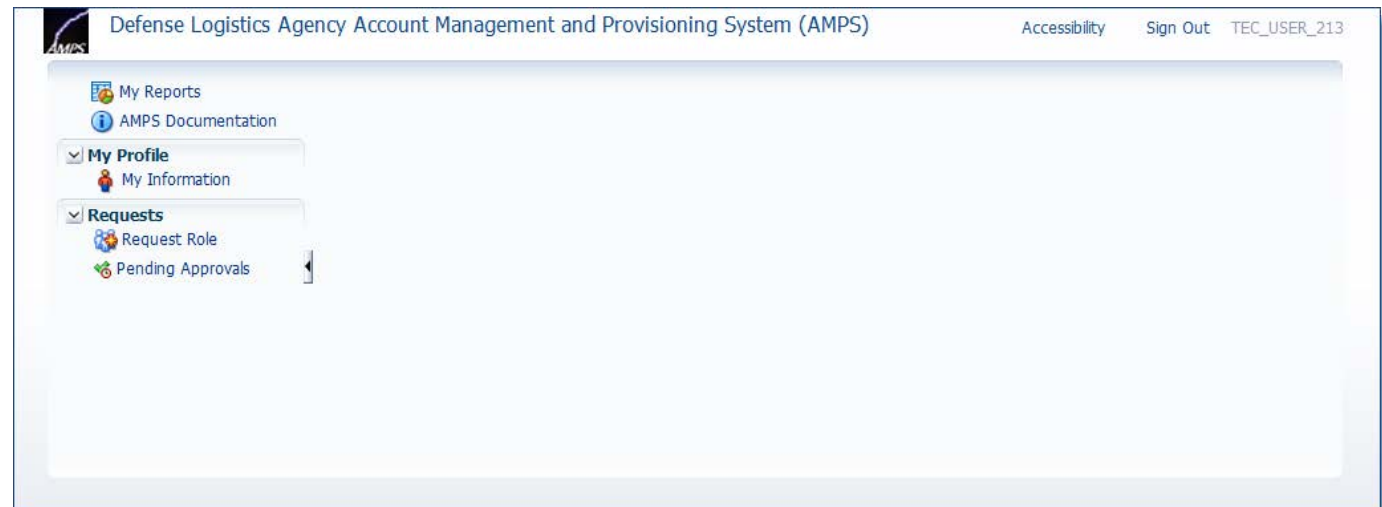 Defense Logistics Agency Account Management and Provisioning System (AMPS)
Accessibility Sign Out TEC_USER_213
AMPS
My Reports
AMPS Documentation
My Profile
My Information
Requests
Request Role
Pending Approvals